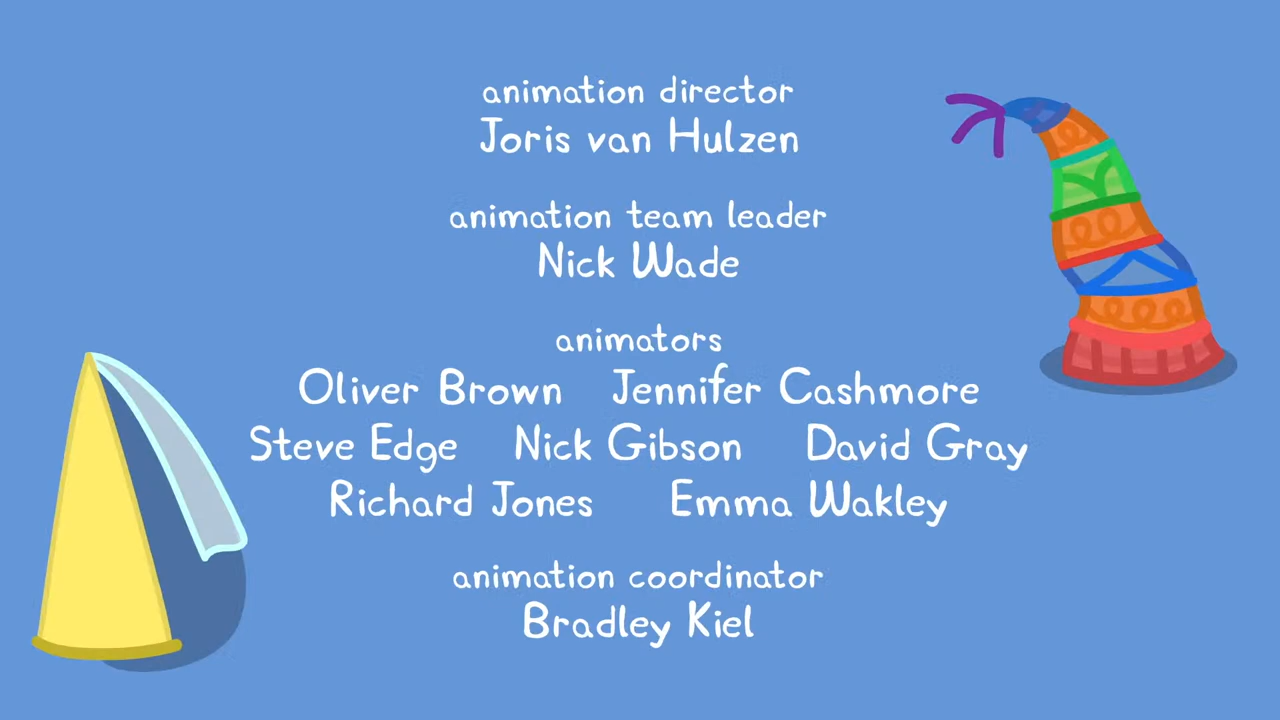 animation director
Joris van Hulzen
animation team leader
Nick Wade
animators
Oliver Brown Jennifer Cashmore
Steve Edge Nick Gibson David Gray
Richard Jones Emma Wakley
animation coordinator
Bradley Kiel